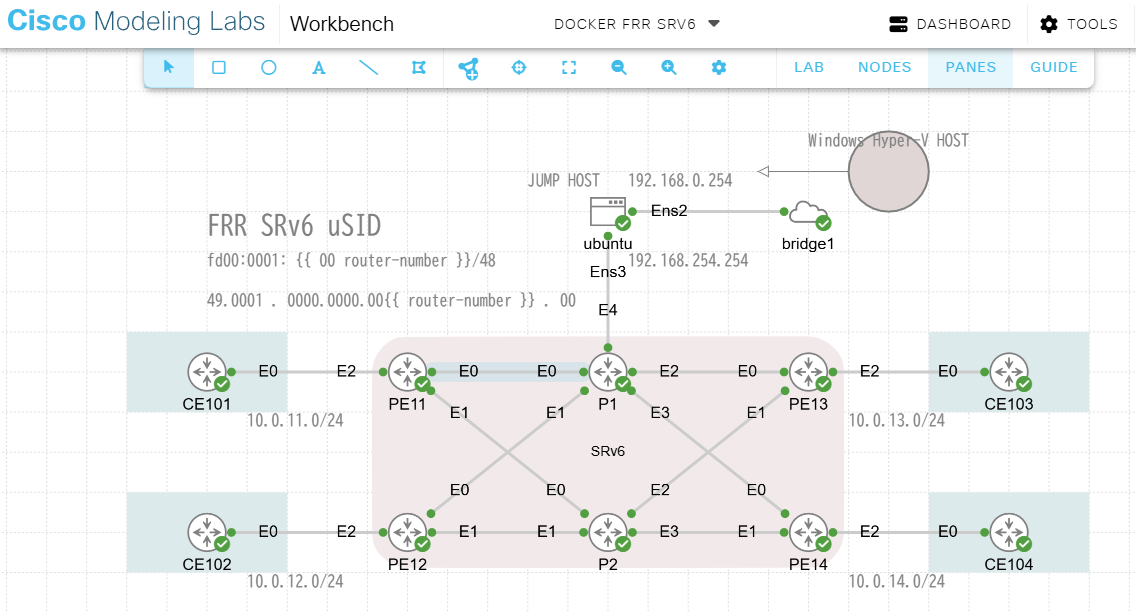 Cisco Modeling Labs Workbench DOCKER FRR SRV6 DASHBOARD TOOLS
A LAB NODES PANES GUIDE
Windows Hyper-V HOST
JUMP HOST 192.168.0.254
Ens2
FRR SRv6 uSID
ubuntu bridge1
fd00:0001: {{ 00 router-number }}/48 192.168.254.254
Ens3
49.0001 . 0000.0000.00{{ router-number }} . 00
E4
E0 E2 E0 E0 E2 E0 E2 E0
CE101 PE11 P1 PE13 CE103
E1 E1 E3 E1
10.0.11.0/24 10.0.13.0/24
SRv6
E0 E0 E2 E0
E0 E2 E1 E1 E3 E1 E2 E0
CE102 PE12 P2 PE14 CE104
10.0.12.0/24 10.0.14.0/24